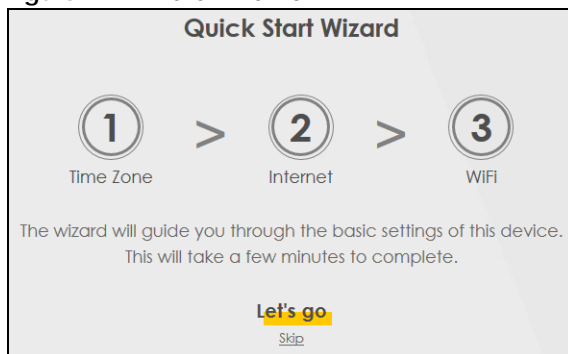 Quick Start Wizard
1 > 2 > 3
Time Zone Internet WiFi
The wizard will guide you through the basic settings of this device.
This will take a few minutes to complete.
Let's go
Skip